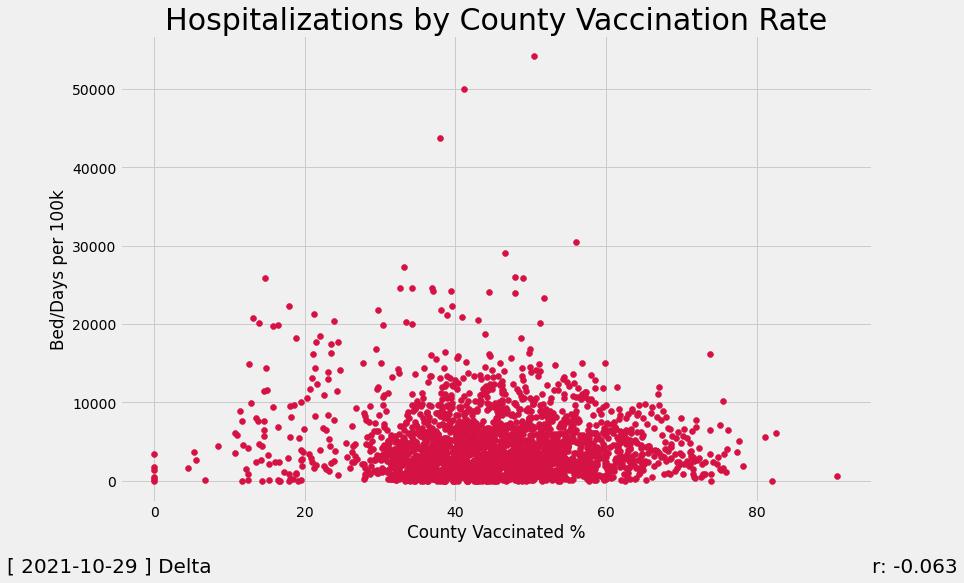 Hospitalizations by County Vaccination Rate
Bed/Days per 100k
50000
40000
30000
20000
10000
0
0 20 40 60 80
County Vaccinated %
[ 2021-10-29 ] Delta
r: -0.063